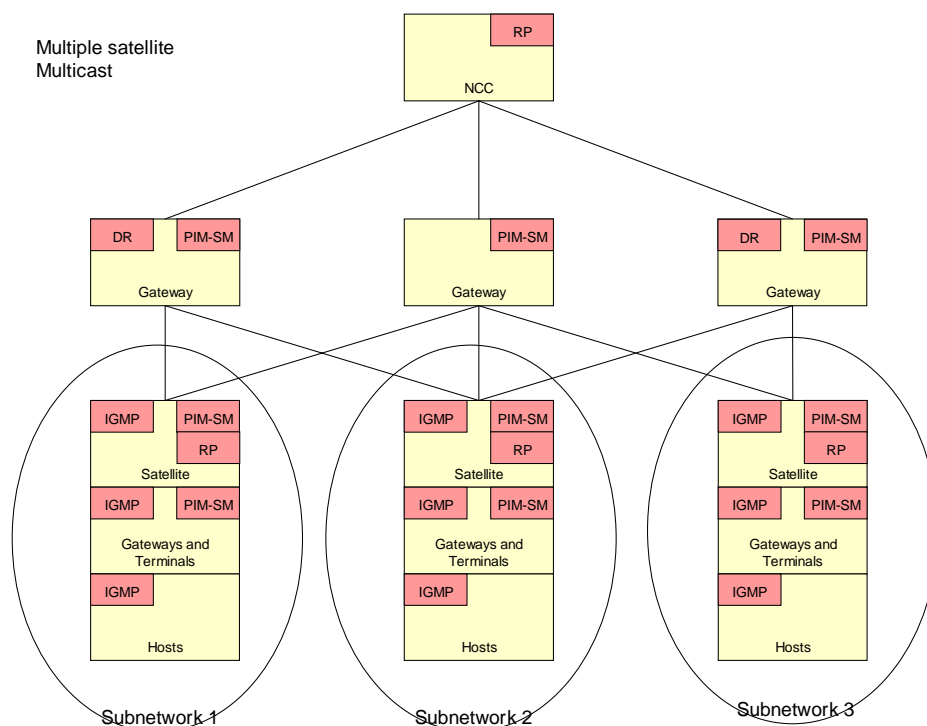 Multiple satellite
Multicast
RP
NCC
DR
PIM-SM
Gateway
PIM-SM
Gateway
DR
PIM-SM
Gateway
IGMP
PIM-SM
RP
Satellite
IGMP
PIM-SM
Gateways and
Terminals
IGMP
Hosts
Subnetwork 1
IGMP
PIM-SM
RP
Satellite
IGMP
PIM-SM
Gateways and
Terminals
IGMP
Hosts
Subnetwork 2
IGMP
PIM-SM
RP
Satellite
IGMP
PIM-SM
Gateways and
Terminals
IGMP
Hosts
Subnetwork 3